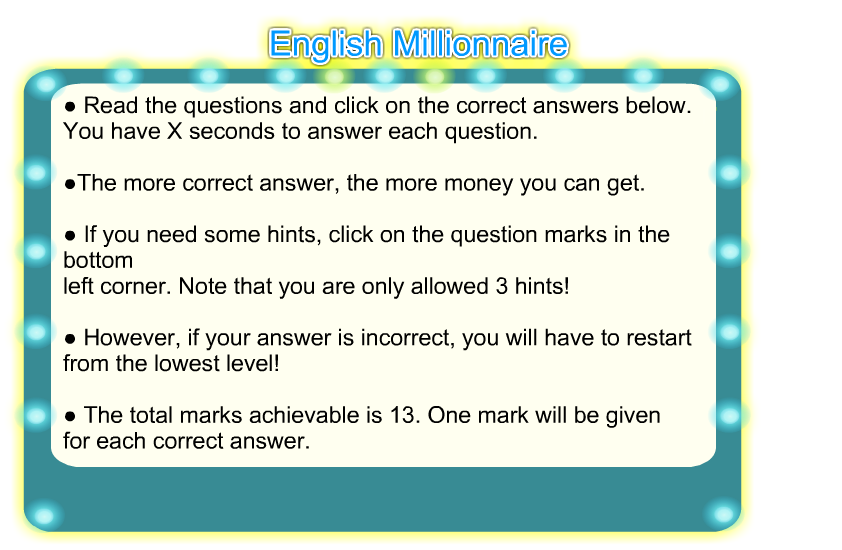 English Millionnaire
● Read the questions and click on the correct answers below.
You have X seconds to answer each question.
●The more correct answer, the more money you can get.
● If you need some hints, click on the question marks in the
bottom
left corner. Note that you are only allowed 3 hints!
● However, if your answer is incorrect, you will have to restart
from the lowest level!
● The total marks achievable is 13. One mark will be given
for each correct answer.